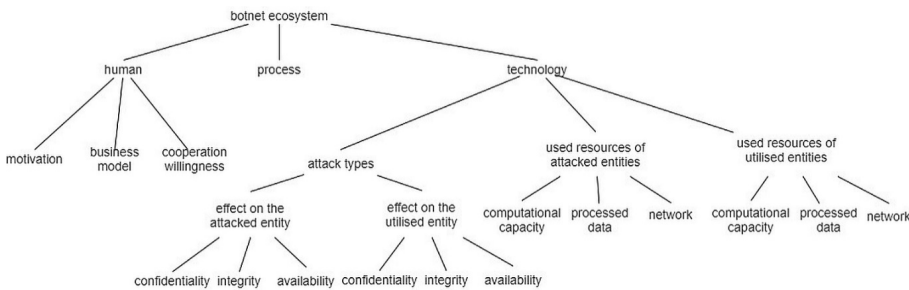 botnet ecosystem
human
process
technology
motivation
business
model
cooperation
willingness
attack types
used resources of
attacked entities
used resources of
utilised entities
effect on the
attacked entity
effect on the
utilised entity
computational
capacity
processed
data
network
computational
capacity
processed
data
network
confidentiality
integrity
availability
confidentiality
integrity
availability